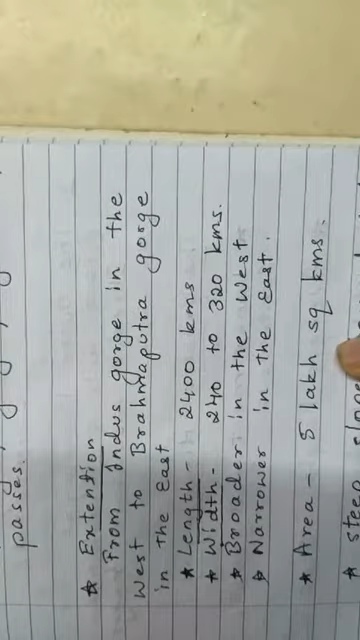 passes.
* Extention
From Indus gorge in the
West to Brahmaputra gorge
in the East
* Length - 2400 kms
* Width - 240 to 320 kms.
* Broader in the West
* Narrower in the East.
* Area - 5 lakh sq kms.
* steep